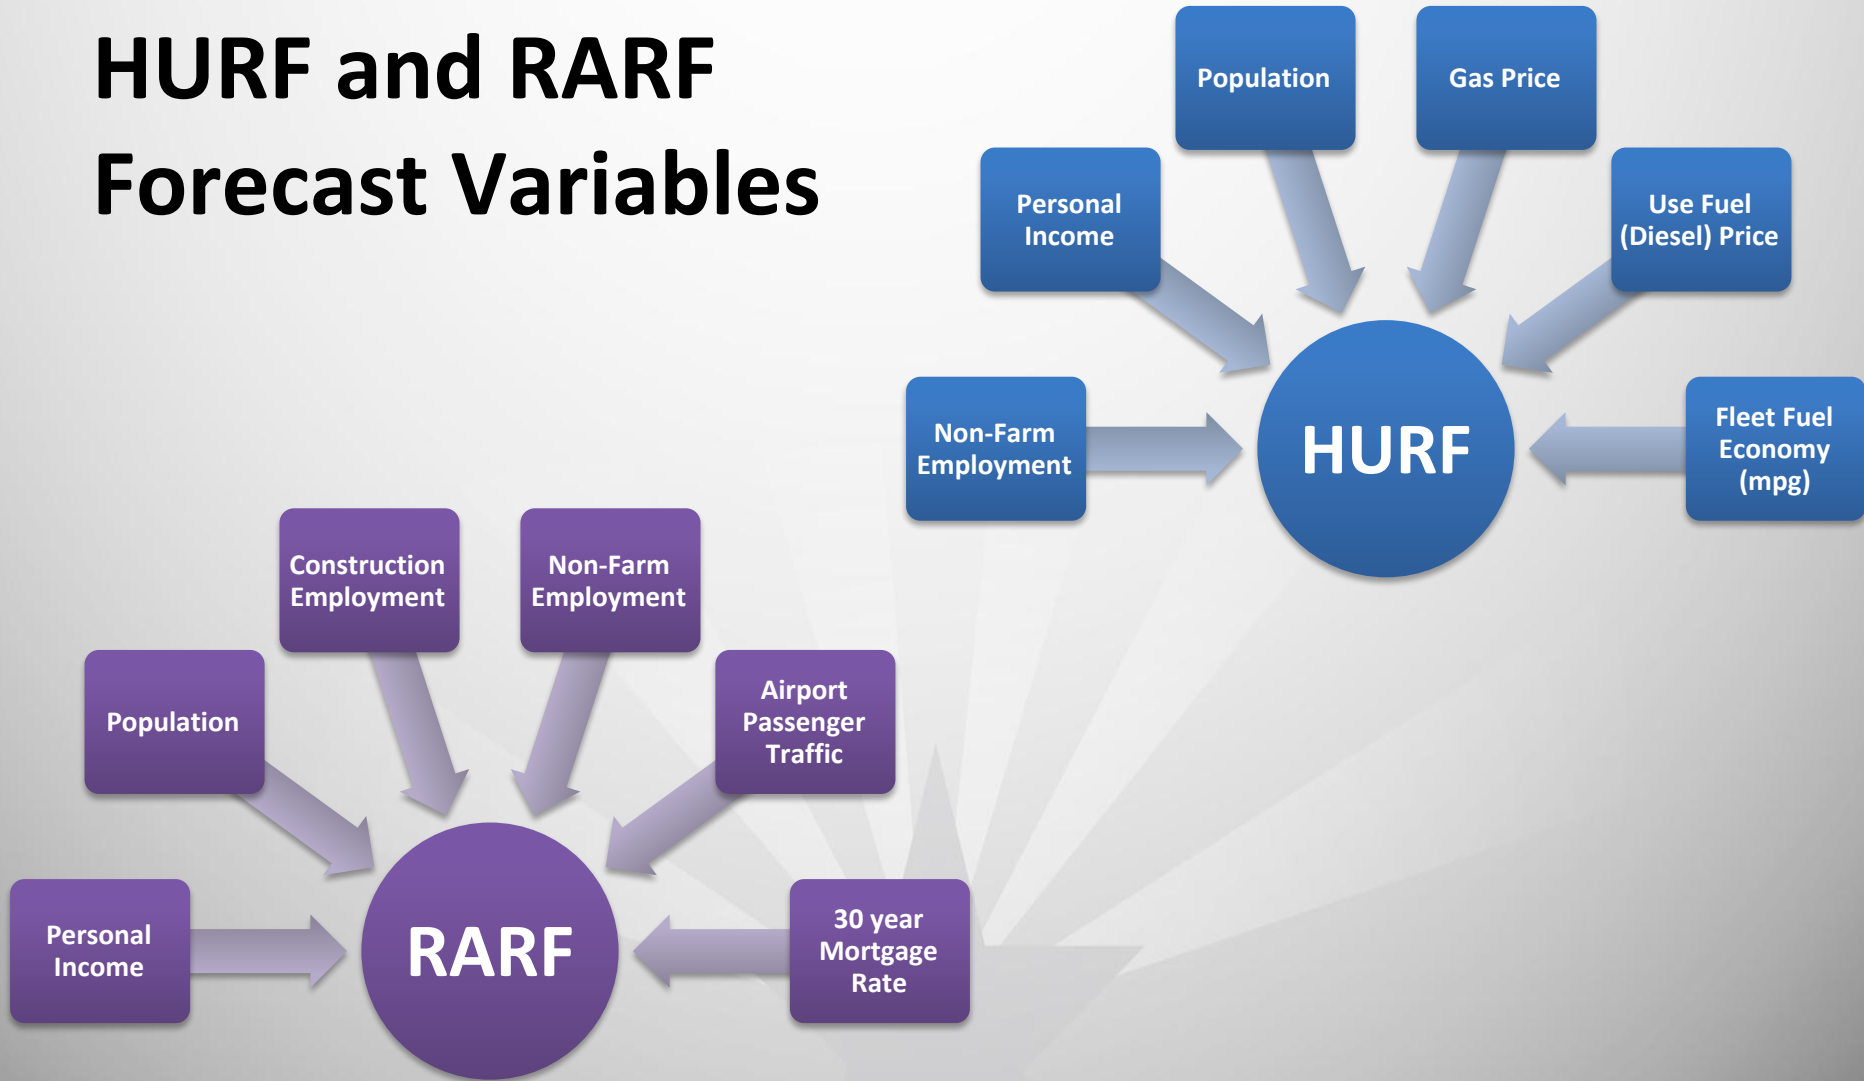 HURF and RARF
Forecast Variables
Population
Gas Price
Personal
Income
Use Fuel
(Diesel) Price
Non-Farm
Employment
HURF
Fleet Fuel
Economy
(mpg)
Construction
Employment
Non-Farm
Employment
Population
Airport
Passenger
Traffic
Personal
Income
RARF
30 year
Mortgage
Rate